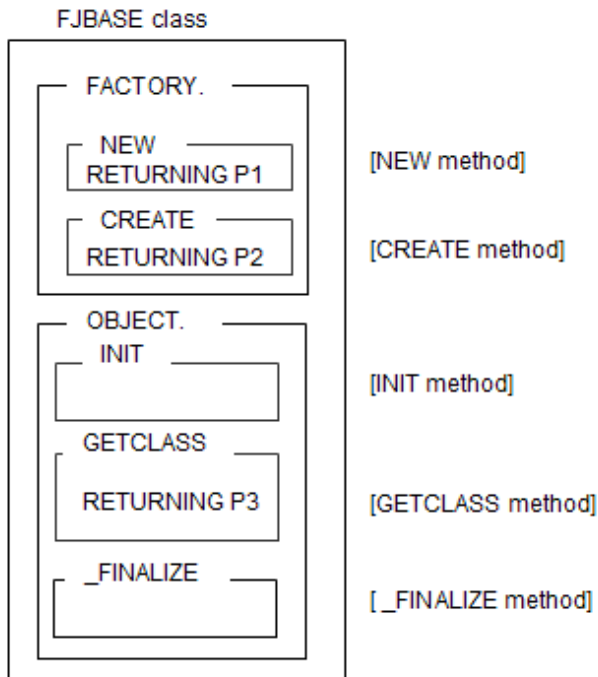 FJBASE class
FACTORY.
NEW
RETURNING P1
[NEW method]
CREATE
RETURNING P2
[CREATE method]
OBJECT.
INIT
[INIT method]
GETCLASS
RETURNING P3
[GETCLASS method]
_FINALIZE
[ _FINALIZE method]